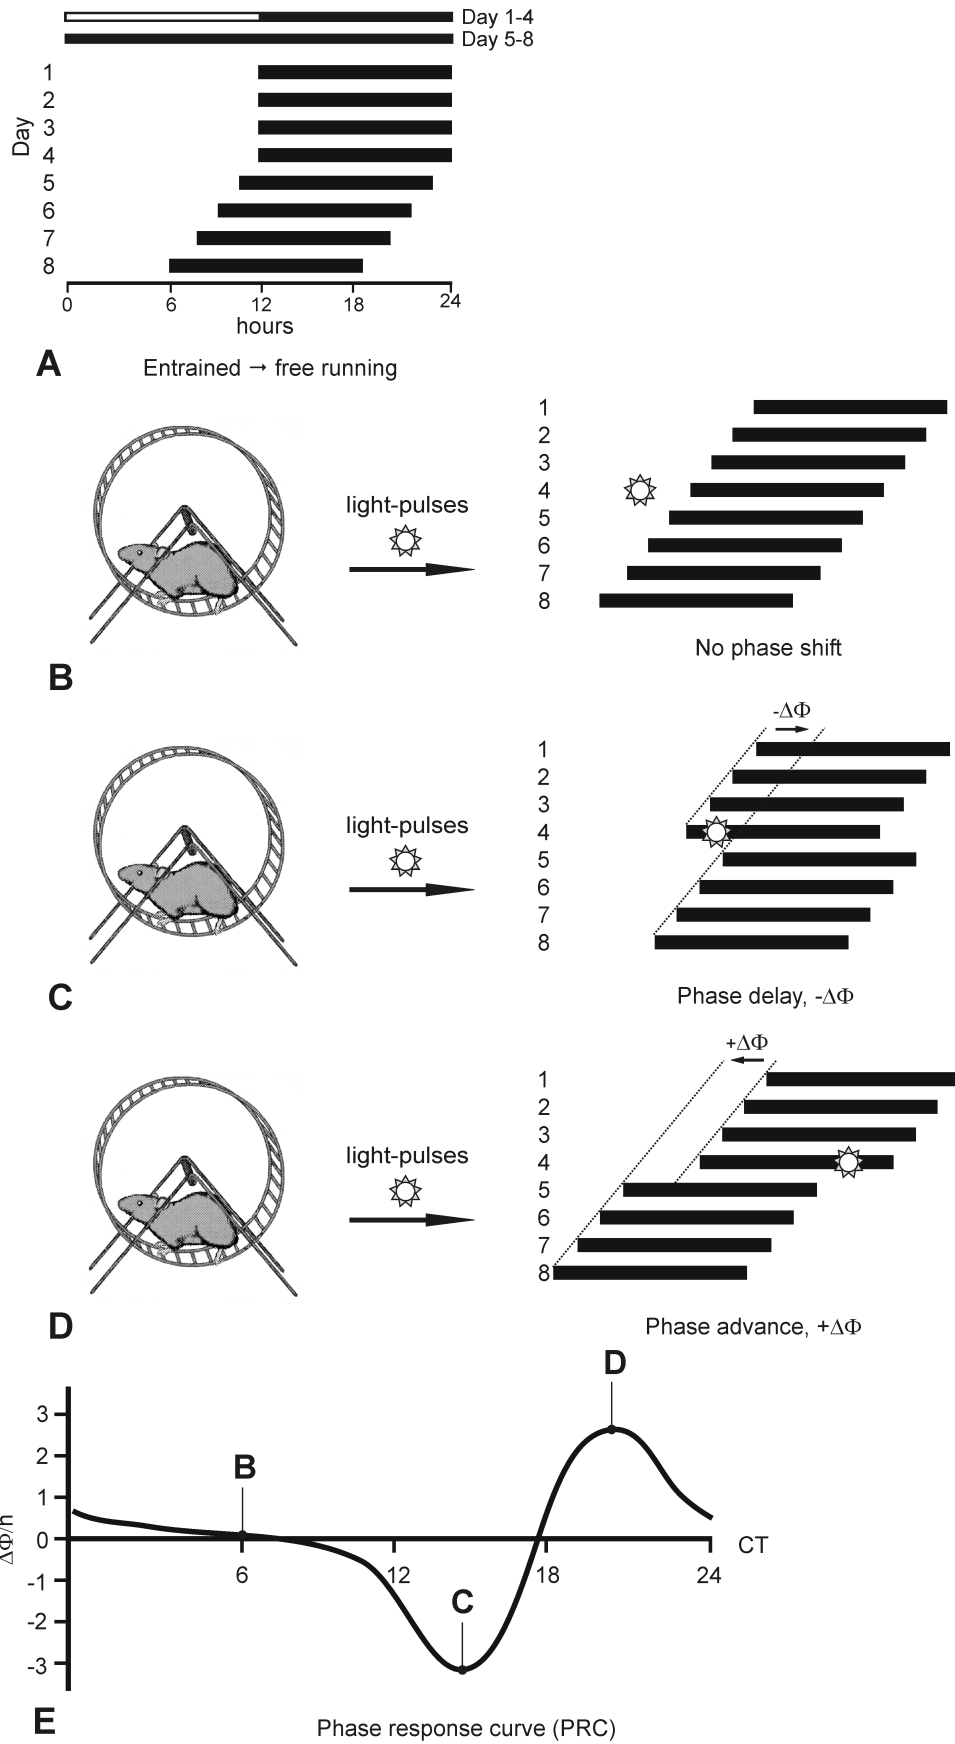 Day 1-4
Day 5-8
Day
1
2
3
4
5
6
7
8
0 6 12 18 24
hours
A Entrained → free running
light-pulses
1
2
3
4
5
6
7
8
No phase shift
B
-ΔΦ
light-pulses
1
2
3
4
5
6
7
8
Phase delay, -ΔΦ
C
+ΔΦ
light-pulses
1
2
3
4
5
6
7
8
Phase advance, +ΔΦ
D
D
B
C
3
2
1
0
-1
-2
-3
ΔΦ/h
6 12 18 24
CT
E Phase response curve (PRC)